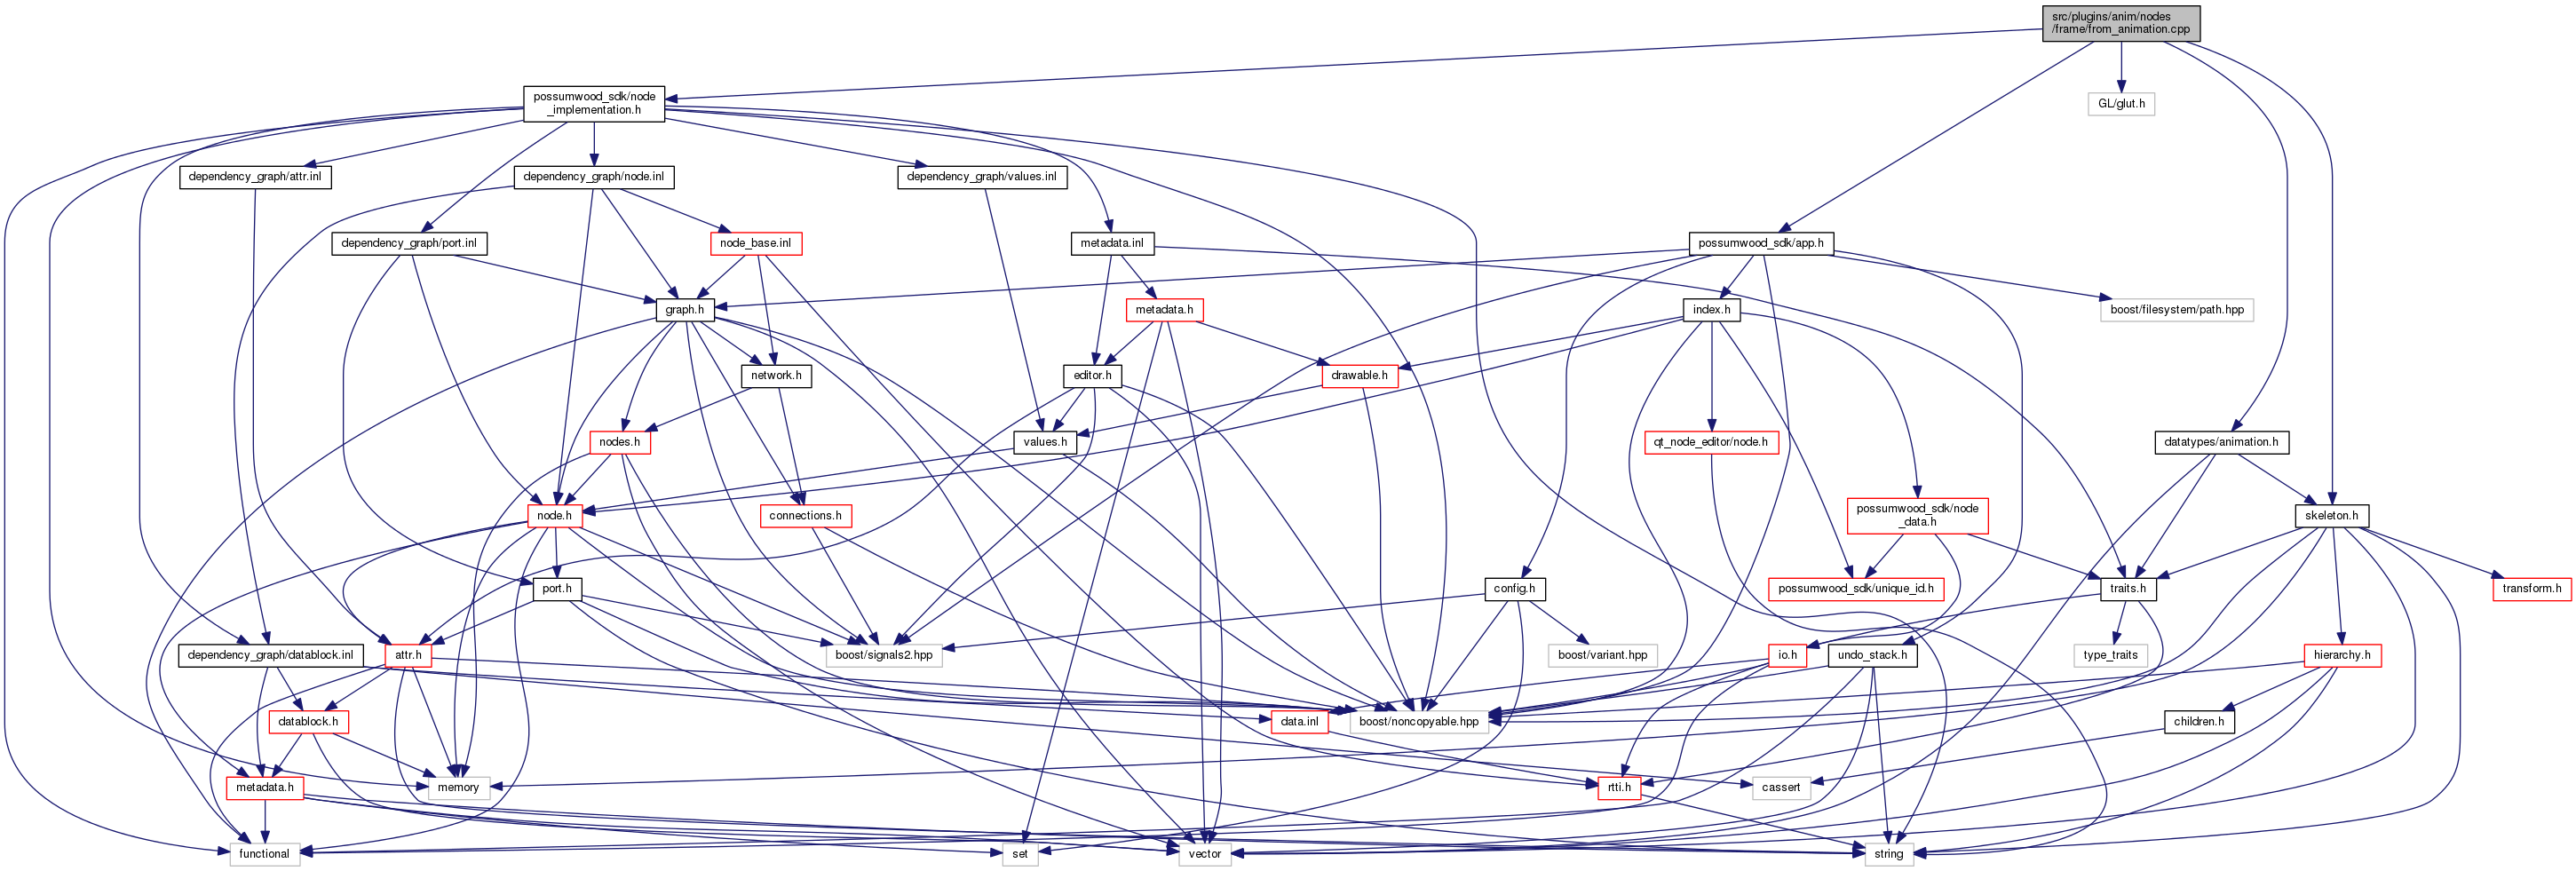 src/plugins/anim/nodes
/frame/from_animation.cpp
possumwood_sdk/node
_implementation.h
GL/glut.h
dependency_graph/attr.inl
dependency_graph/node.inl
dependency_graph/values.inl
dependency_graph/port.inl
node_base.inl
metadata.inl
possumwood_sdk/app.h
graph.h
metadata.h
index.h
boost/filesystem/path.hpp
network.h
editor.h
drawable.h
nodes.h
values.h
qt_node_editor/node.h
datatypes/animation.h
node.h
connections.h
possumwood_sdk/node
_data.h
skeleton.h
port.h
config.h
possumwood_sdk/unique_id.h
traits.h
transform.h
dependency_graph/datablock.inl
attr.h
boost/signals2.hpp
boost/variant.hpp
io.h
undo_stack.h
type_traits
hierarchy.h
datablock.h
data.inl
boost/noncopyable.hpp
children.h
metadata.h
memory
rtti.h
cassert
functional
set
vector
string